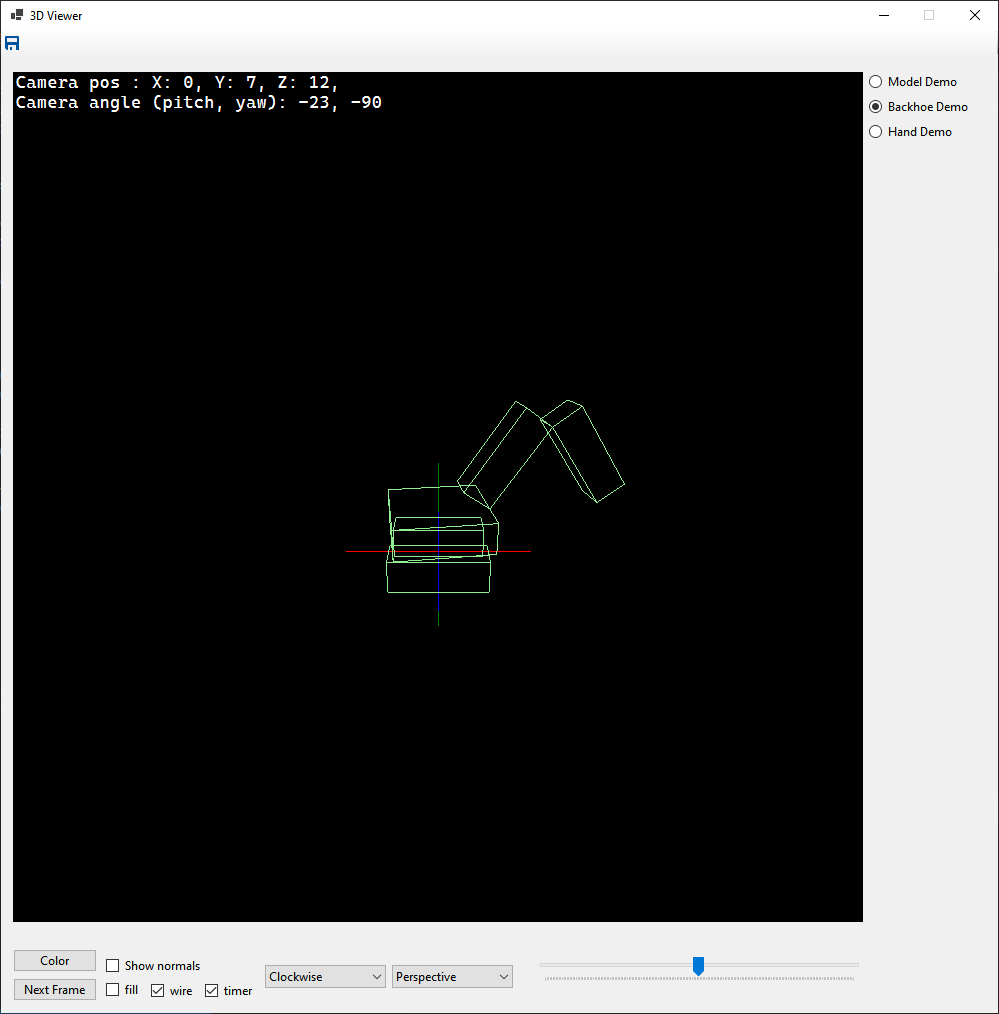 3D Viewer
Camera pos : X: 0, Y: 7, Z: 12,
Camera angle (pitch, yaw): -23, -90
Model Demo
Backhoe Demo
Hand Demo
Color
Show normals
Next Frame
fill
wire
timer
Clockwise
Perspective